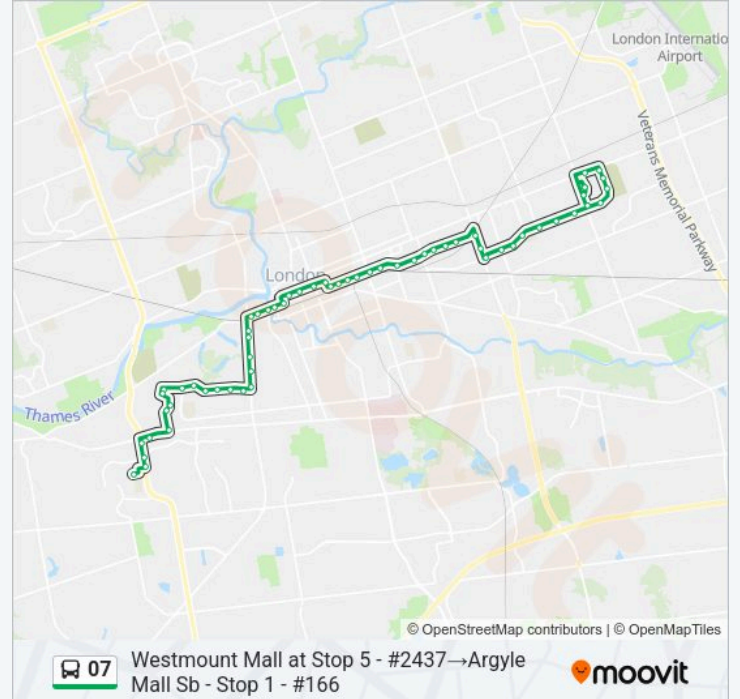 London Internatio
Airport
Veterans Memorial Parkway
London
Thames River
© OpenStreetMap contributors | © OpenMapTiles
07
Westmount Mall at Stop 5 - #2437→Argyle
Mall Sb - Stop 1 - #166
moovit